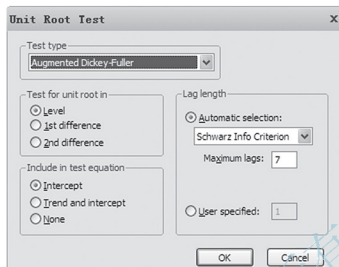 Unit Root Test
x
Test type
Augmented Dickey-Fuller
Test for unit root in
Level
1st difference
2nd difference
Include in test equation
Intercept
Trend and intercept
None
Lag length
Automatic selection:
Schwarz Info Criterion
Maximum lags: 7
User specified: 1
OK
Cancel